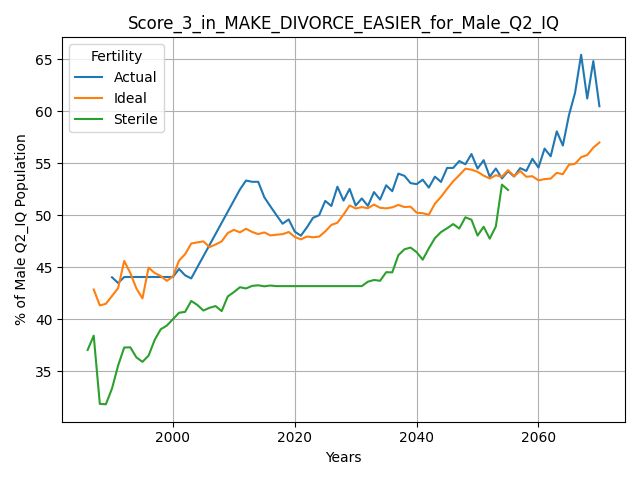 Score_3_in_MAKE_DIVORCE_EASIER_for_Male_Q2_IQ
Fertility
Actual
Ideal
Sterile
% of Male Q2_IQ Population
65
60
55
50
45
40
35
2000
2020
2040
2060
Years